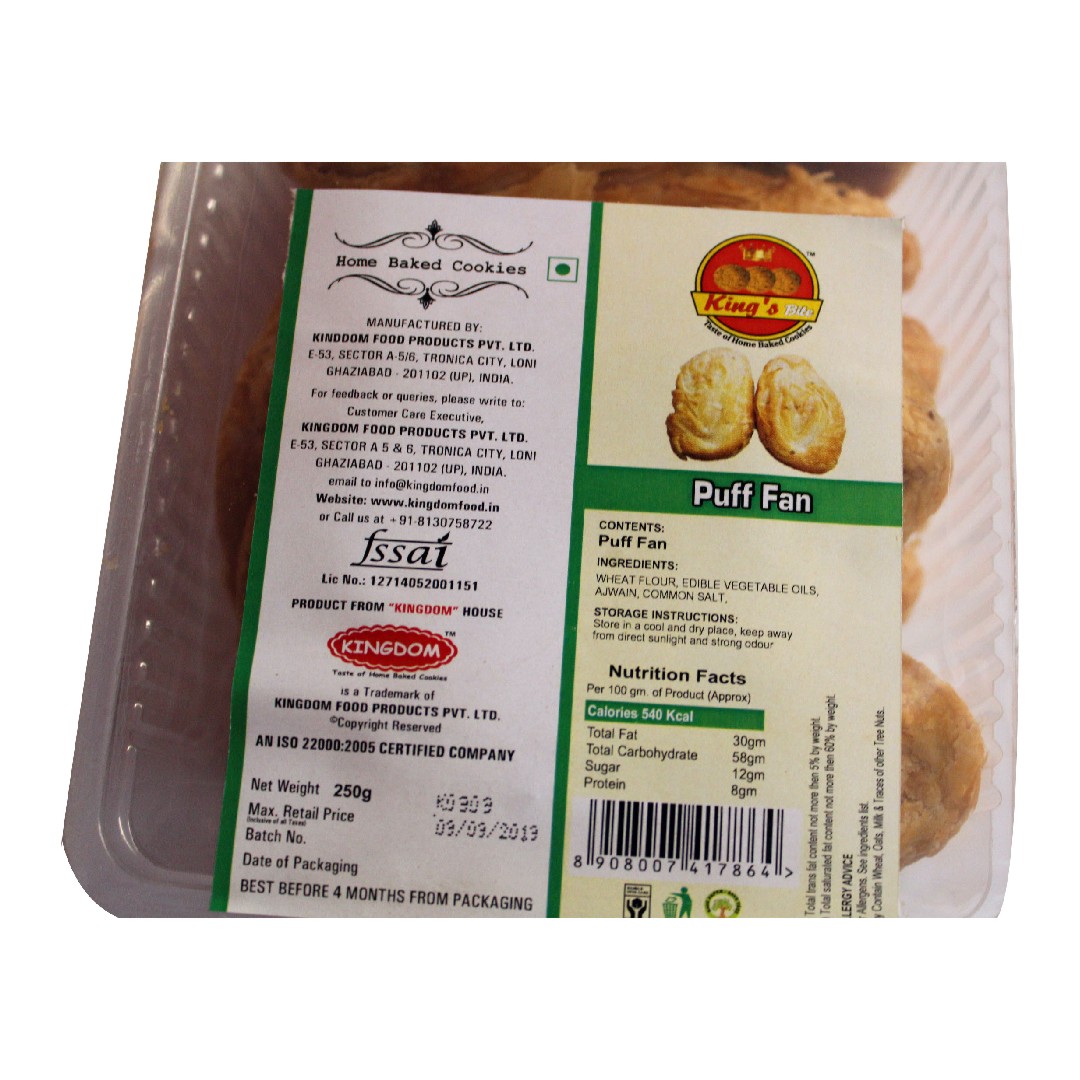 Home Baked Cookies
MANUFACTURED BY:
KINDDOM FOOD PRODUCTS PVT. LTD.
E-53, SECTOR A-5/6, TRONICA CITY, LONI
GHAZIABAD - 201102 (UP), INDIA.
For feedback or queries, please write to:
Customer Care Executive,
KINGDOM FOOD PRODUCTS PVT. LTD.
E-53, SECTOR A 5 & 6, TRONICA CITY, LONI
GHAZIABAD - 201102 (UP), INDIA.
email to info@kingdomfood.in
Website: www.kingdomfood.in
or Call us at +91-8130758722
fssai
Lic No.: 12714052001151
PRODUCT FROM "KINGDOM" HOUSE
KINGDOM TM
Taste of Home Baked Cookies
is a Trademark of
KINGDOM FOOD PRODUCTS PVT. LTD.
©Copyright Reserved
AN ISO 22000:2005 CERTIFIED COMPANY
Net Weight 250g
Max. Retail Price
(Inclusive of all Taxes)
Batch No.
09/09/2019
Date of Packaging
BEST BEFORE 4 MONTHS FROM PACKAGING
TM
King's Bite
Taste of Home Baked Cookies
Puff Fan
CONTENTS:
Puff Fan
INGREDIENTS:
WHEAT FLOUR, EDIBLE VEGETABLE OILS,
AJWAIN, COMMON SALT,
STORAGE INSTRUCTIONS:
Store in a cool and dry place, keep away
from direct sunlight and strong odour
Nutrition Facts
Per 100 gm. of Product (Approx)
Calories 540 Kcal
Total Fat 30gm
Total Carbohydrate 58gm
Sugar 12gm
Protein 8gm
8 908007 417864 >
Total trans fat content not more then 5% by weight.
Total saturated fat content not more then 60% by weight.
LERGY ADVICE
Allergens, See ingredients list.
y Contain Wheat, Oats, Milk & Traces of other Tree Nuts.